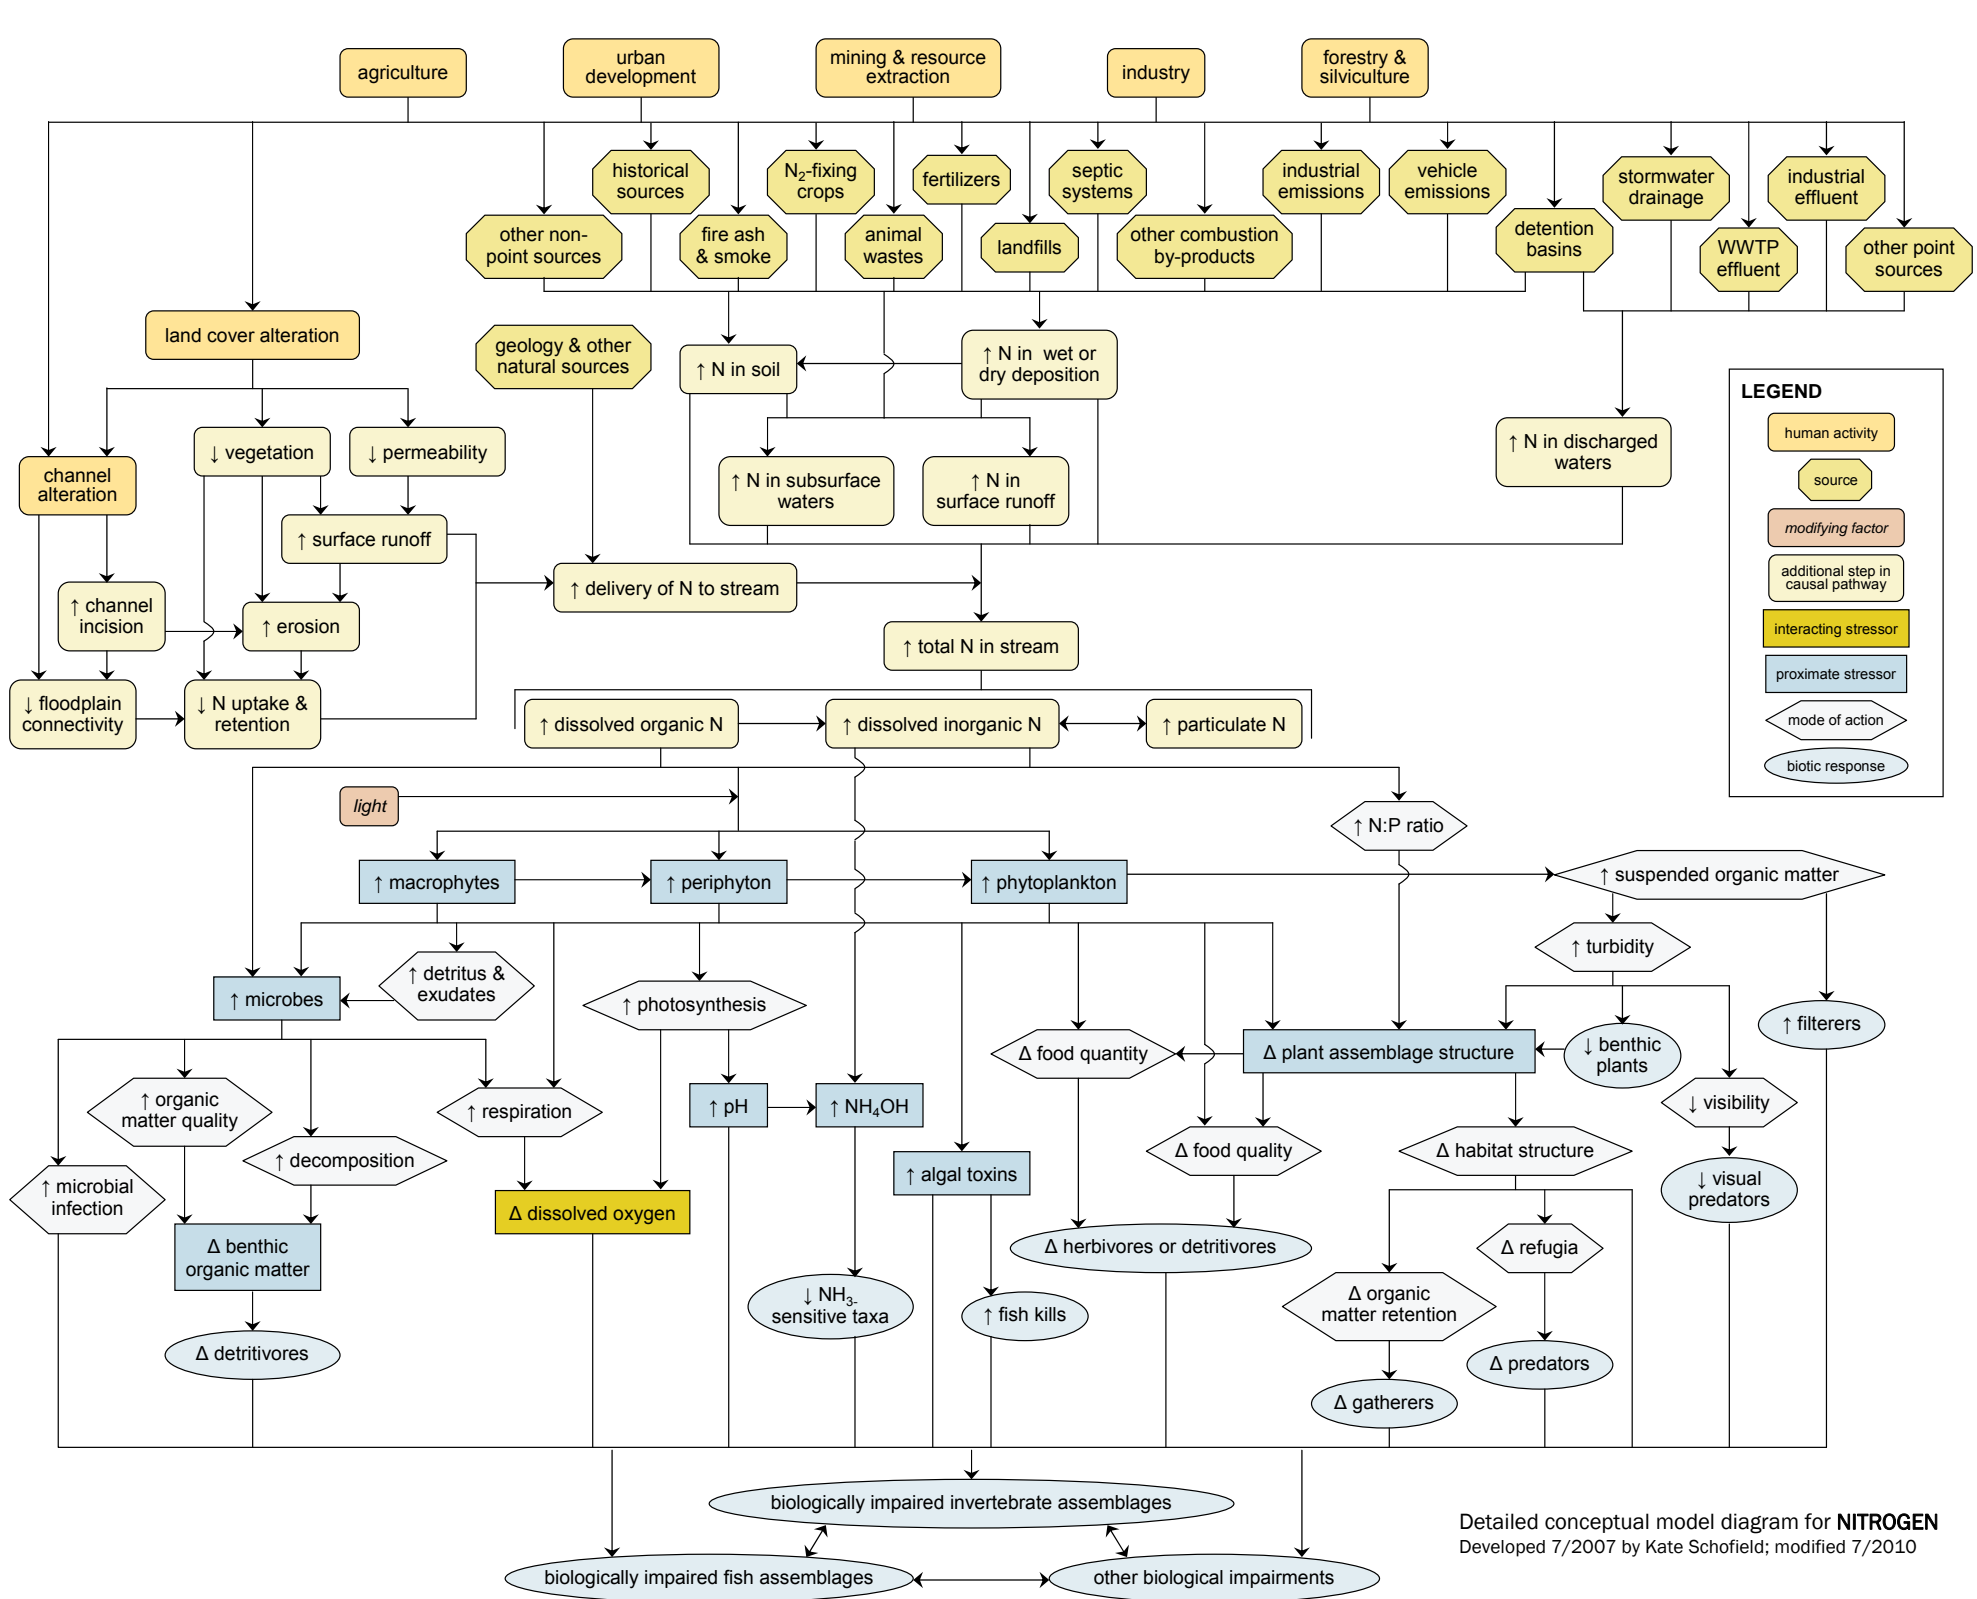 agriculture
urban
development
mining & resource
extraction
industry
forestry &
silviculture
historical
sources
N2-fixing
crops
fertilizers
septic
systems
industrial
emissions
vehicle
emissions
stormwater
drainage
industrial
effluent
other non-
point sources
fire ash
& smoke
animal
wastes
landfills
other combustion
by-products
detention
basins
WWTP
effluent
other point
sources
land cover alteration
geology & other
natural sources
↑ N in soil
↑ N in wet or
dry deposition
LEGEND
human activity
source
modifying factor
additional step in
causal pathway
interacting stressor
proximate stressor
mode of action
biotic response
channel
alteration
↓ vegetation
↓ permeability
↑ N in subsurface
waters
↑ N in
surface runoff
↑ N in discharged
waters
↑ surface runoff
↑ channel
incision
↑ erosion
↑ delivery of N to stream
↑ total N in stream
↓ floodplain
connectivity
↓ N uptake &
retention
↑ dissolved organic N
↑ dissolved inorganic N
↑ particulate N
light
↑ N:P ratio
↑ macrophytes
↑ periphyton
↑ phytoplankton
↑ suspended organic matter
↑ turbidity
↑ microbes
↑ detritus &
exudates
↑ photosynthesis
Δ food quantity
Δ plant assemblage structure
↓ benthic
plants
↑ filterers
↑ organic
matter quality
↑ respiration
↑ pH
↑ NH4OH
↓ visibility
↑ decomposition
↑ algal toxins
Δ food quality
Δ habitat structure
↑ microbial
infection
Δ dissolved oxygen
↓ visual
predators
Δ benthic
organic matter
Δ herbivores or detritivores
Δ refugia
↓ NH3-
sensitive taxa
↑ fish kills
Δ organic
matter retention
Δ detritivores
Δ predators
Δ gatherers
biologically impaired invertebrate assemblages
biologically impaired fish assemblages
other biological impairments
Detailed conceptual model diagram for NITROGEN
Developed 7/2007 by Kate Schofield; modified 7/2010